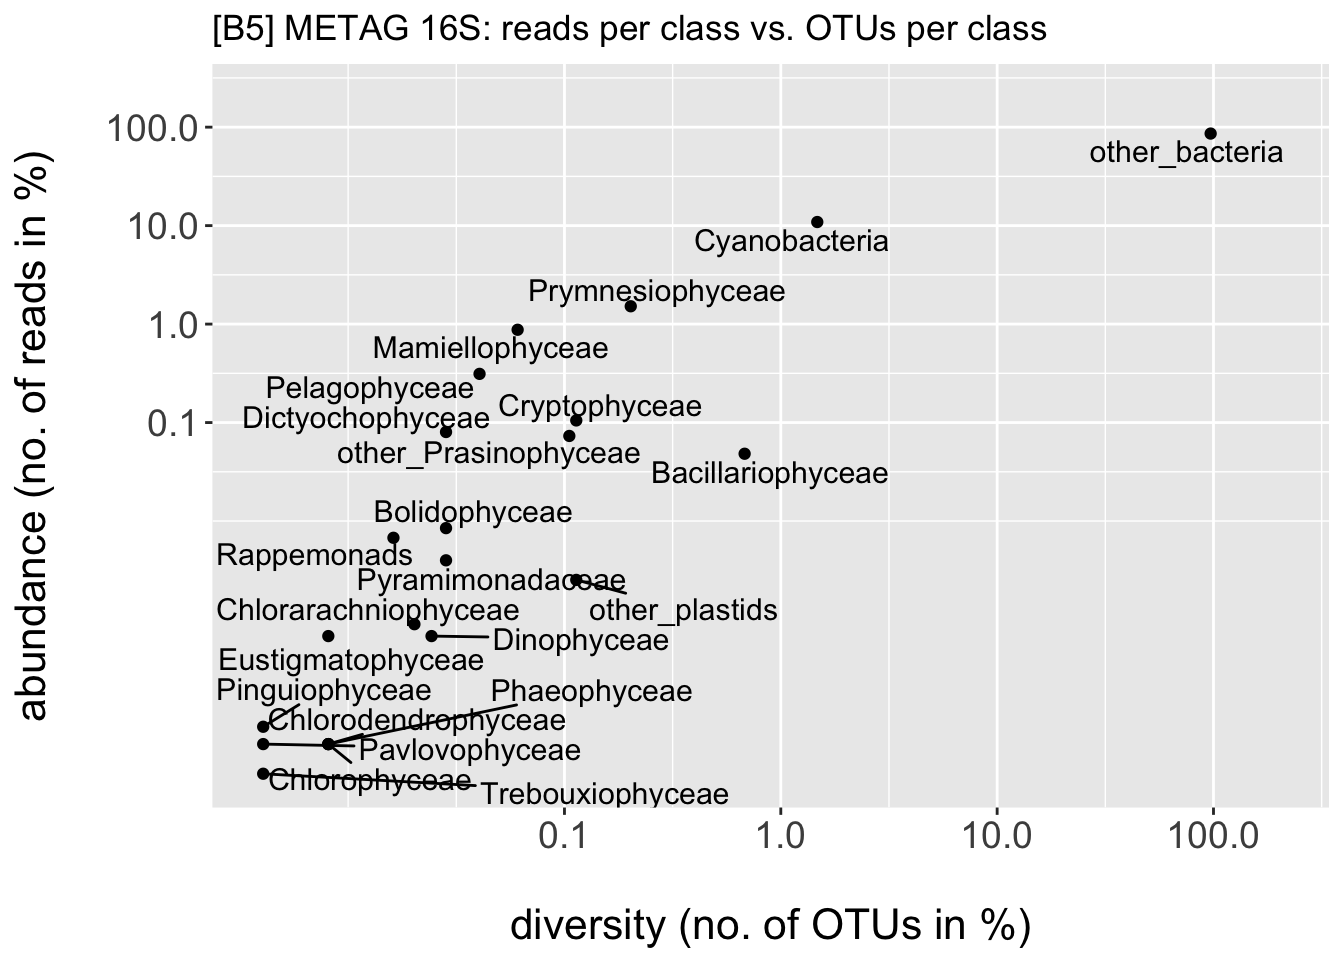 [B5] METAG 16S: reads per class vs. OTUs per class
abundance (no. of reads in %)
100.0
10.0
1.0
0.1
other_bacteria
Cyanobacteria
Prymnesiophyceae
Mamiellophyceae
Pelagophyceae
Cryptophyceae
Dictyochophyceae
other_Prasinophyceae
Bacillariophyceae
Bolidophyceae
Rappemonads
Pyramimonadaceae
Chlorarachniophyceae
other_plastids
Dinophyceae
Eustigmatophyceae
Pinguiophyceae
Phaeophyceae
Chlorodendrophyceae
Pavlovophyceae
Chlorophyceae
Trebouxiophyceae
0.1
1.0
10.0
100.0
diversity (no. of OTUs in %)